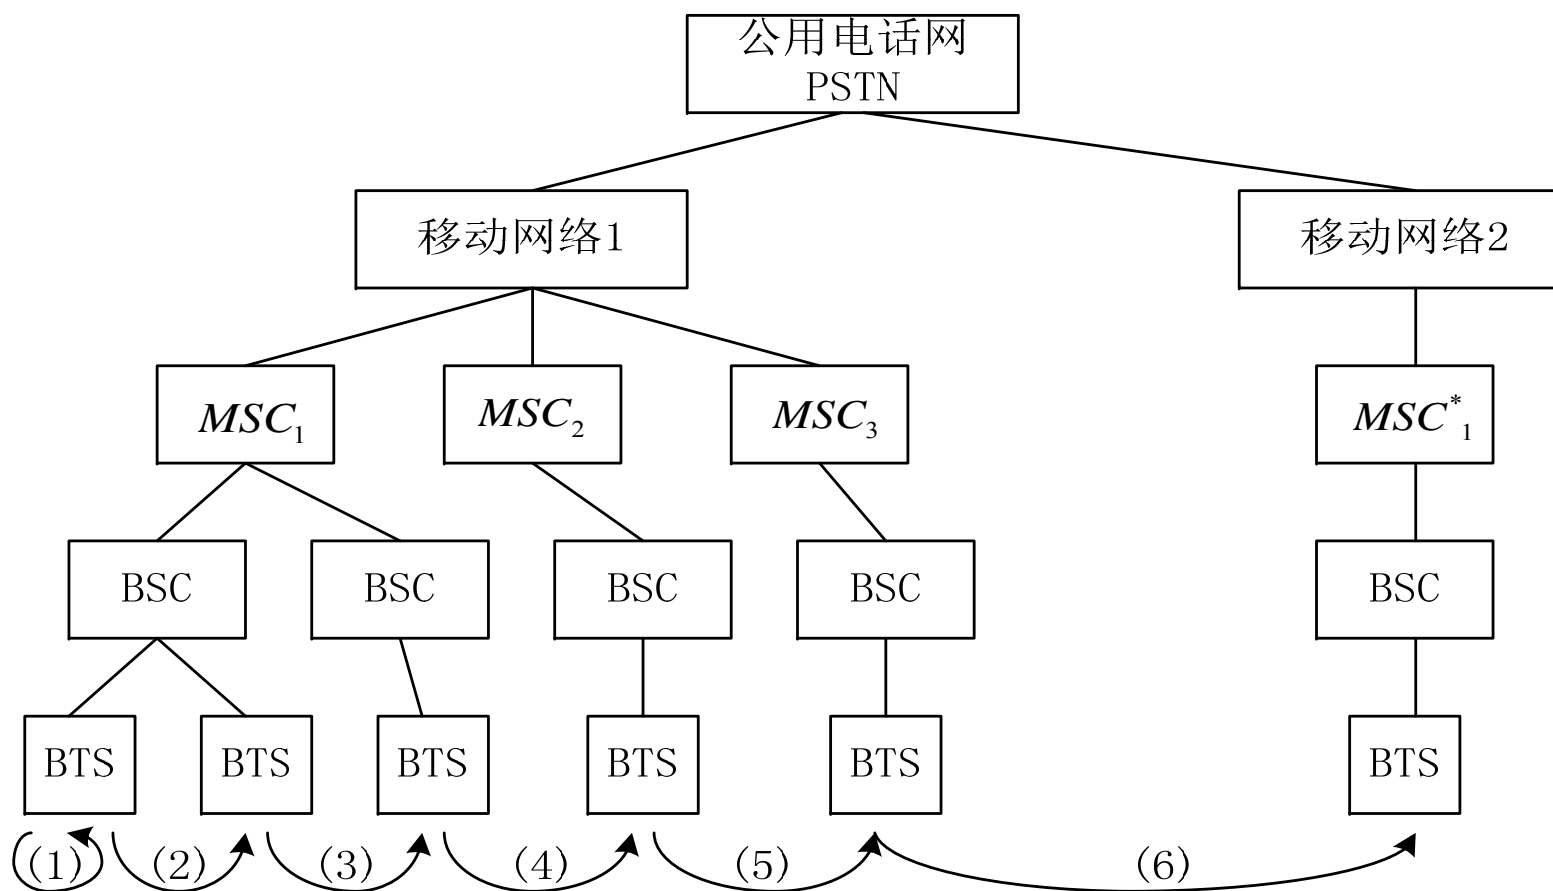 公用电话网
PSTN
移动网络1
移动网络2
MSC₁
MSC₂
MSC₃
MSC*₁
BSC
BSC
BSC
BSC
BSC
BTS
BTS
BTS
BTS
BTS
BTS
(1)
(2)
(3)
(4)
(5)
(6)